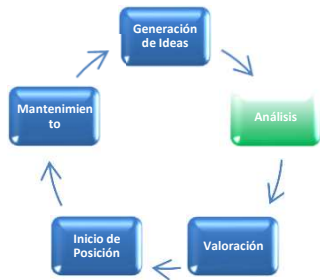 Generación
de Ideas
Análisis
Valoración
Inicio de
Posición
Mantenimien
to